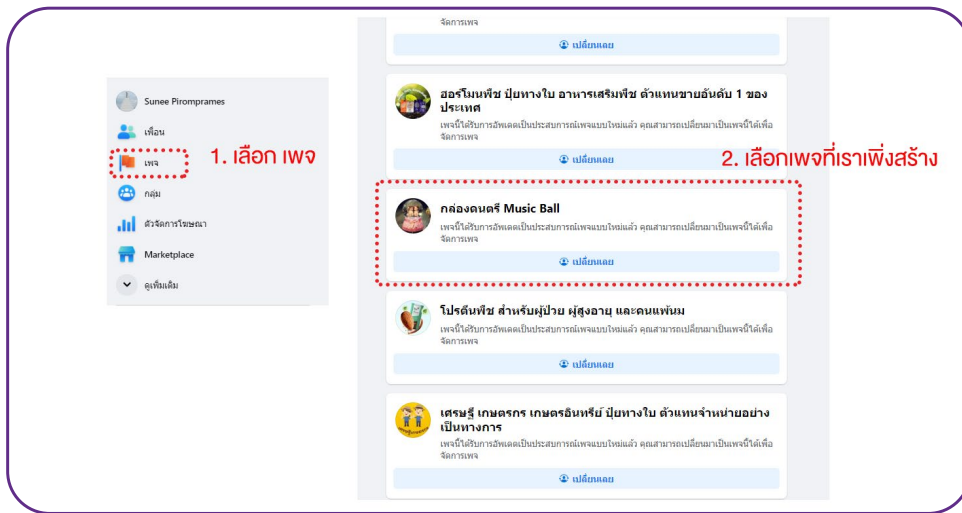 Sunee Piromprames
เพื่อน
เพจ
1. เลือก เพจ
กลุ่ม
ตัวจัดการโฆษณา
Marketplace
ดูเพิ่มเติม
จัดการเพจ
เปลี่ยนเลย
ฮอร์โมนพืช ปุ๋ยทางใบ อาหารเสริมพืช ตัวแทนขายอันดับ 1 ของ
ประเทศ
เพจนี้ได้รับการอัพเดตเป็นประสบการณ์เพจแบบใหม่แล้ว คุณสามารถเปลี่ยนมาเป็นเพจนี้ได้เพื่อ
จัดการเพจ
เปลี่ยนเลย
2. เลือกเพจที่เราเพิ่งสร้าง
กล่องดนตรี Music Ball
เพจนี้ได้รับการอัพเดตเป็นประสบการณ์เพจแบบใหม่แล้ว คุณสามารถเปลี่ยนมาเป็นเพจนี้ได้เพื่อ
จัดการเพจ
เปลี่ยนเลย
โปรตีนพืช สำหรับผู้ป่วย ผู้สูงอายุ และคนแพ้นม
เพจนี้ได้รับการอัพเดตเป็นประสบการณ์เพจแบบใหม่แล้ว คุณสามารถเปลี่ยนมาเป็นเพจนี้ได้เพื่อ
จัดการเพจ
เปลี่ยนเลย
เศรษฐี เกษตรกร เกษตรอินทรีย์ ปุ๋ยทางใบ ตัวแทนจำหน่ายอย่าง
เป็นทางการ
เพจนี้ได้รับการอัพเดตเป็นประสบการณ์เพจแบบใหม่แล้ว คุณสามารถเปลี่ยนมาเป็นเพจนี้ได้เพื่อ
จัดการเพจ
เปลี่ยนเลย